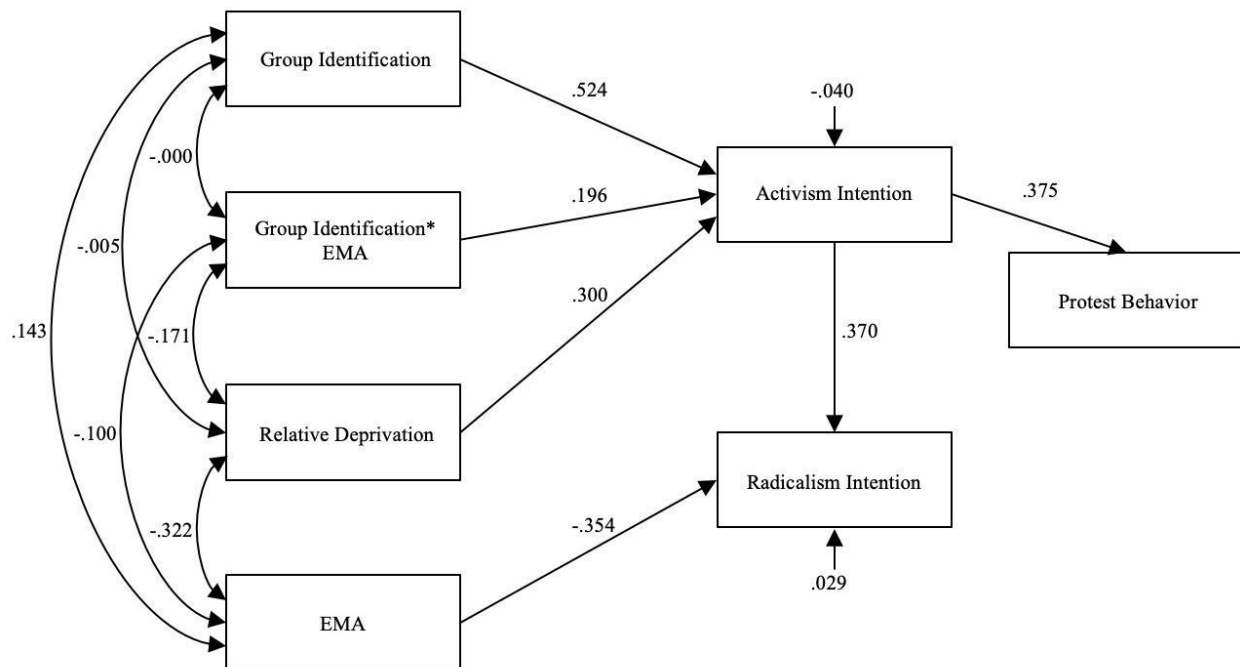 Group Identification
.524
-.040
-.000
Activism Intention
.375
.196
Group Identification*
EMA
-.005
.300
Protest Behavior
.143
-.171
.370
Relative Deprivation
-.100
Radicalism Intention
-.354
-.322
.029
EMA